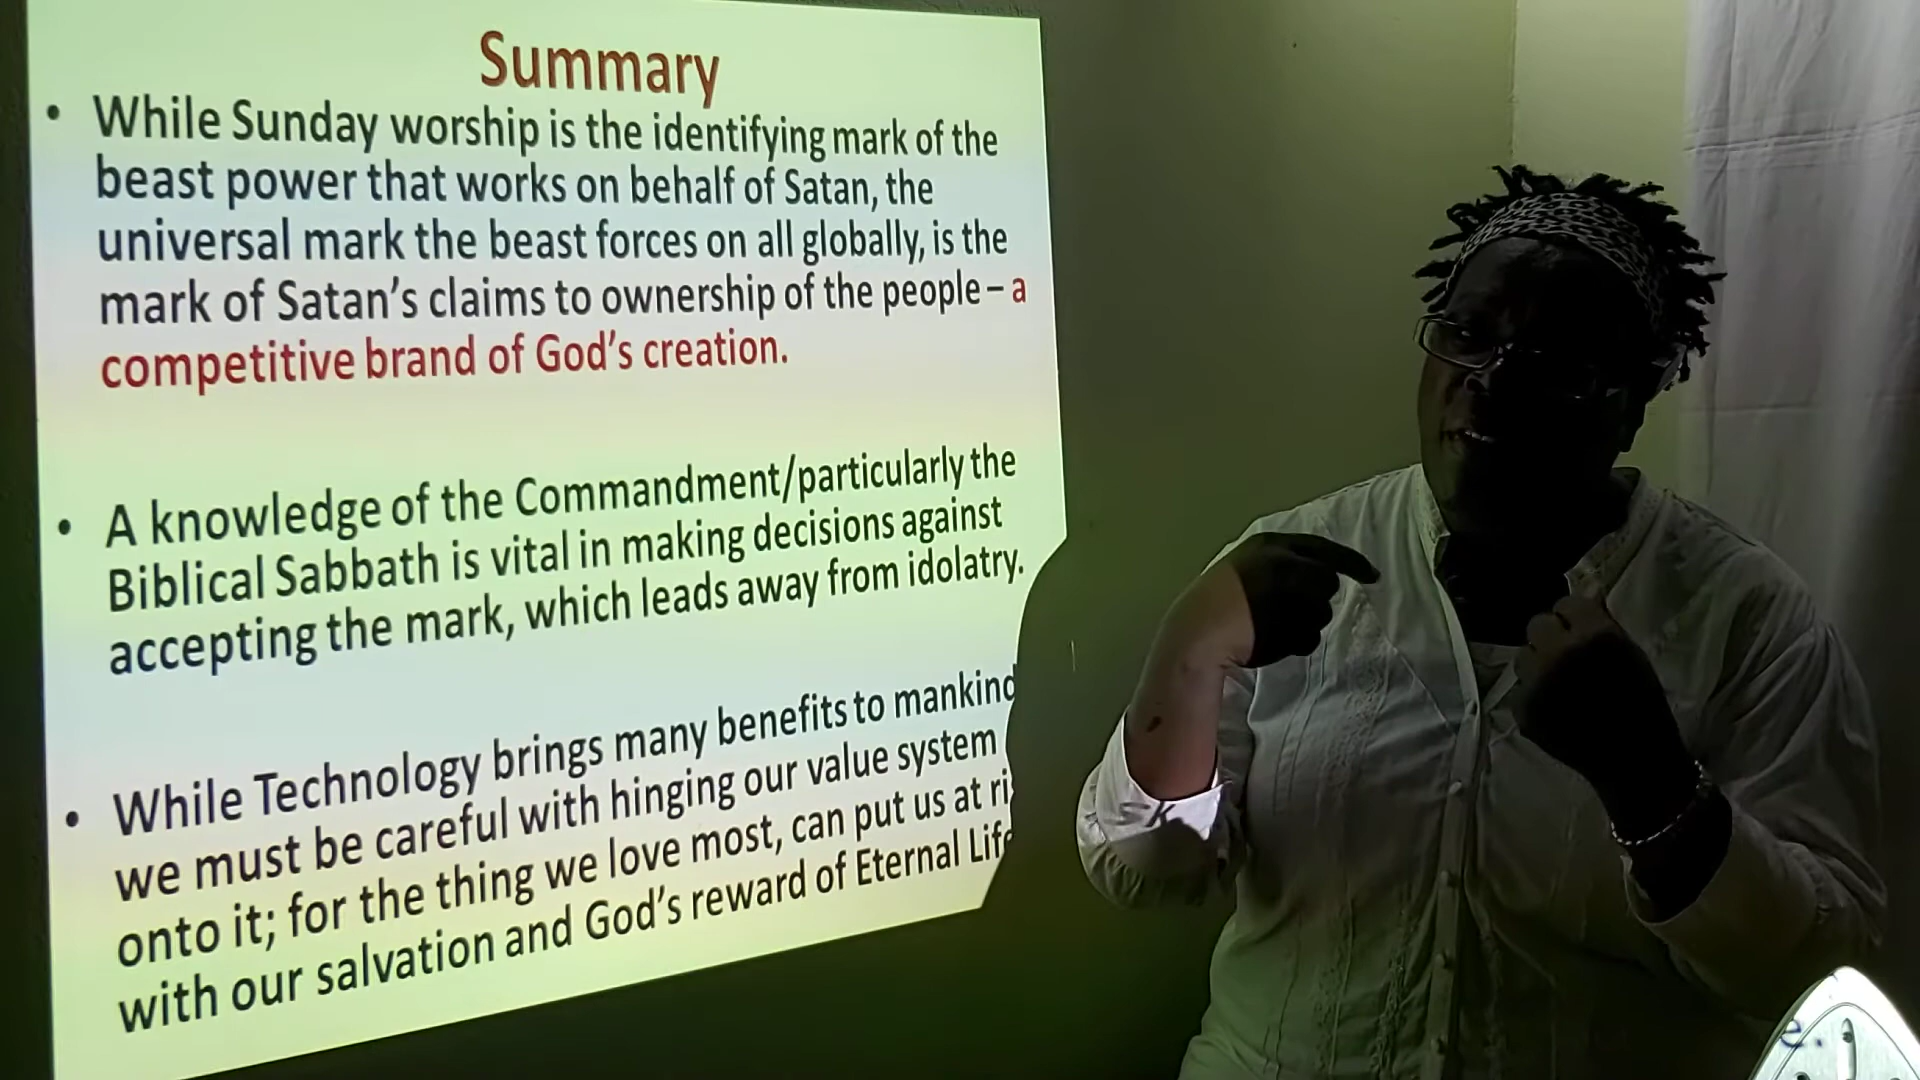 Summary
• While Sunday worship is the identifying mark of the
beast power that works on behalf of Satan, the
universal mark the beast forces on all globally, is the
mark of Satan's claims to ownership of the people – a
competitive brand of God's creation.
• A knowledge of the Commandment/particularly the
Biblical Sabbath is vital in making decisions against
accepting the mark, which leads away from idolatry.
• While Technology brings many benefits to mankind
we must be careful with hinging our value system
onto it; for the thing we love most, can put us at
with our salvation and God's reward of Eternal
e.